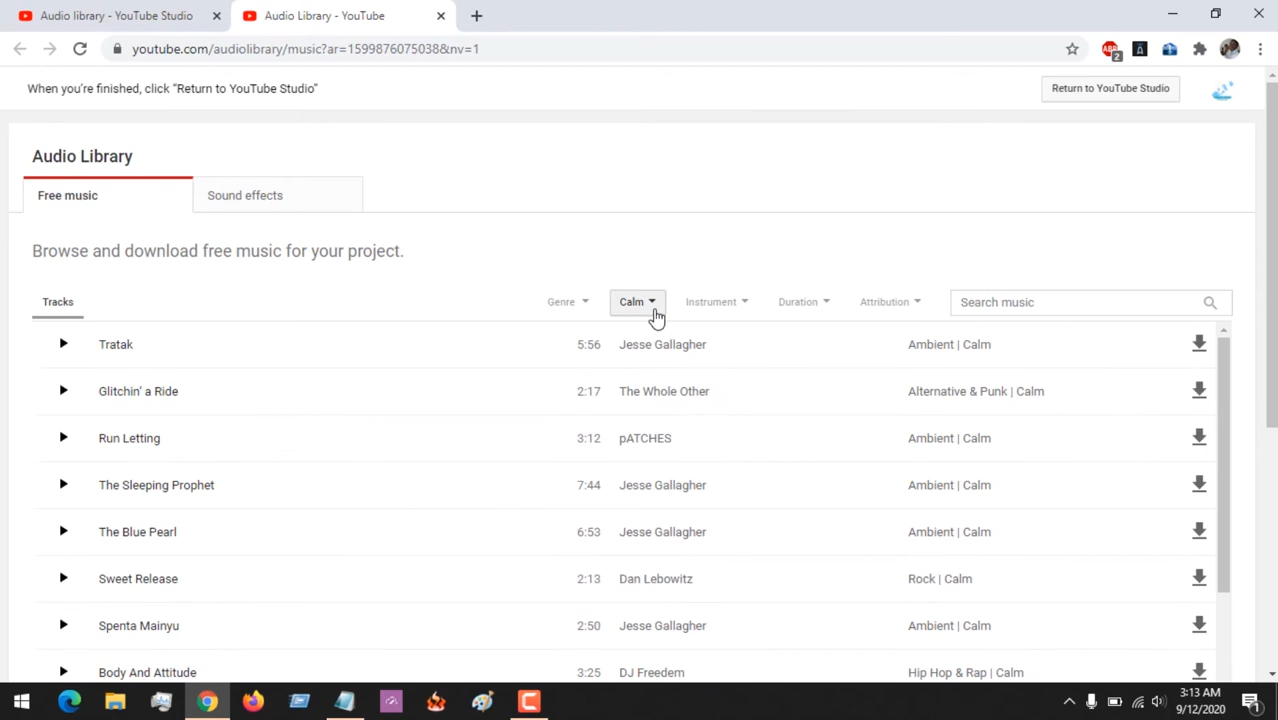 Audio library - YouTube Studio
Audio Library - YouTube
youtube.com/audiolibrary/music?ar=1599876075038&nv=1
ABP
2
When you're finished, click "Return to YouTube Studio"
Return to YouTube Studio
Audio Library
Free music
Sound effects
Browse and download free music for your project.
Tracks
Genre
Calm
Instrument
Duration
Attribution
Search music
Tratak 5:56 Jesse Gallagher Ambient | Calm
Glitchin' a Ride 2:17 The Whole Other Alternative & Punk | Calm
Run Letting 3:12 pATCHES Ambient | Calm
The Sleeping Prophet 7:44 Jesse Gallagher Ambient | Calm
The Blue Pearl 6:53 Jesse Gallagher Ambient | Calm
Sweet Release 2:13 Dan Lebowitz Rock | Calm
Spenta Mainyu 2:50 Jesse Gallagher Ambient | Calm
Body And Attitude 3:25 DJ Freedem Hip Hop & Rap | Calm
3:13 AM
9/12/2020
1